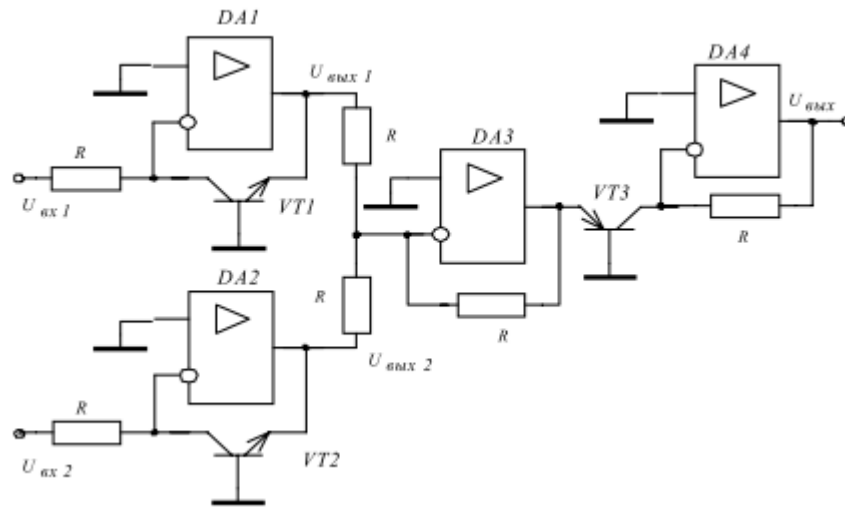 DA1
U вых 1
R
R
U вх 1
VT1
DA2
R
U вых 2
R
U вх 2
VT2
DA3
R
VT3
DA4
U вых
R